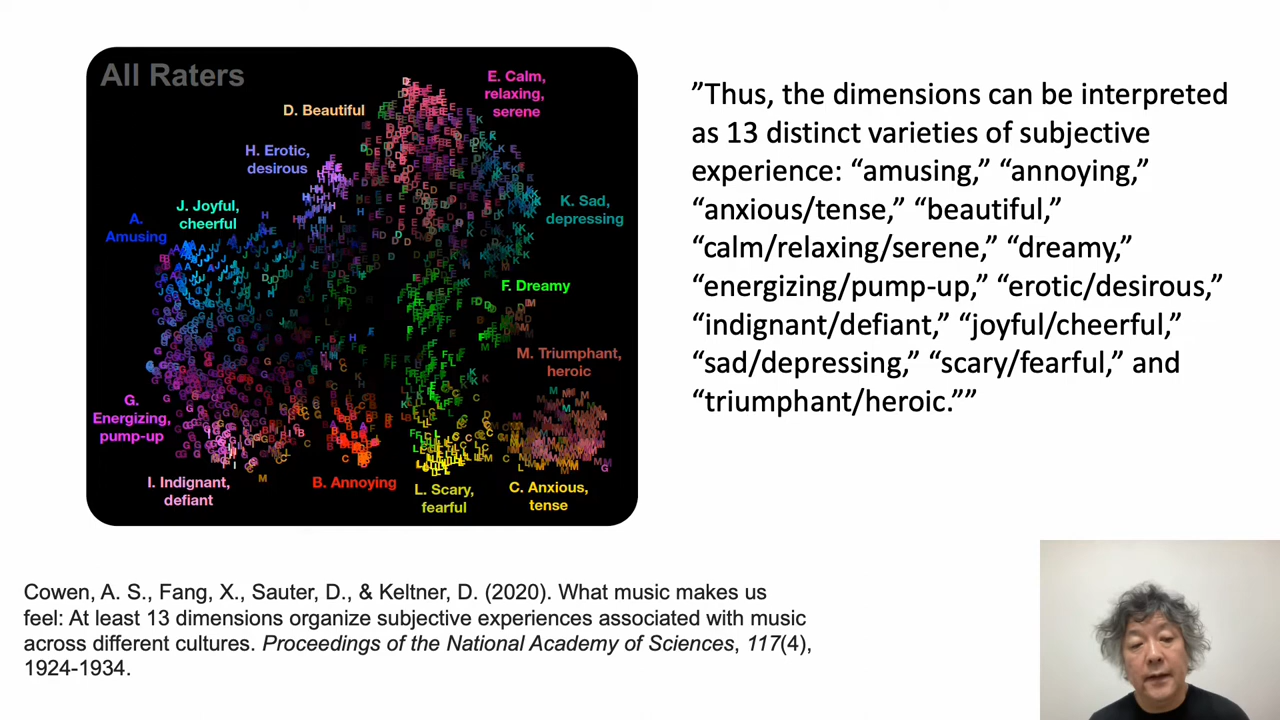 All Raters
E. Calm,
relaxing,
serene
D. Beautiful
H. Erotic,
desirous
K. Sad,
depressing
J. Joyful,
cheerful
A.
Amusing
F. Dreamy
M. Triumphant,
heroic
G.
Energizing,
pump-up
I. Indignant,
defiant
B. Annoying
L. Scary,
fearful
C. Anxious,
tense
”Thus, the dimensions can be interpreted
as 13 distinct varieties of subjective
experience: “amusing,” “annoying,”
“anxious/tense,” “beautiful,”
“calm/relaxing/serene,” “dreamy,”
“energizing/pump-up,” “erotic/desirous,”
“indignant/defiant,” “joyful/cheerful,”
“sad/depressing,” “scary/fearful,” and
“triumphant/heroic.””
Cowen, A. S., Fang, X., Sauter, D., & Keltner, D. (2020). What music makes us
feel: At least 13 dimensions organize subjective experiences associated with music
across different cultures. Proceedings of the National Academy of Sciences, 117(4),
1924-1934.